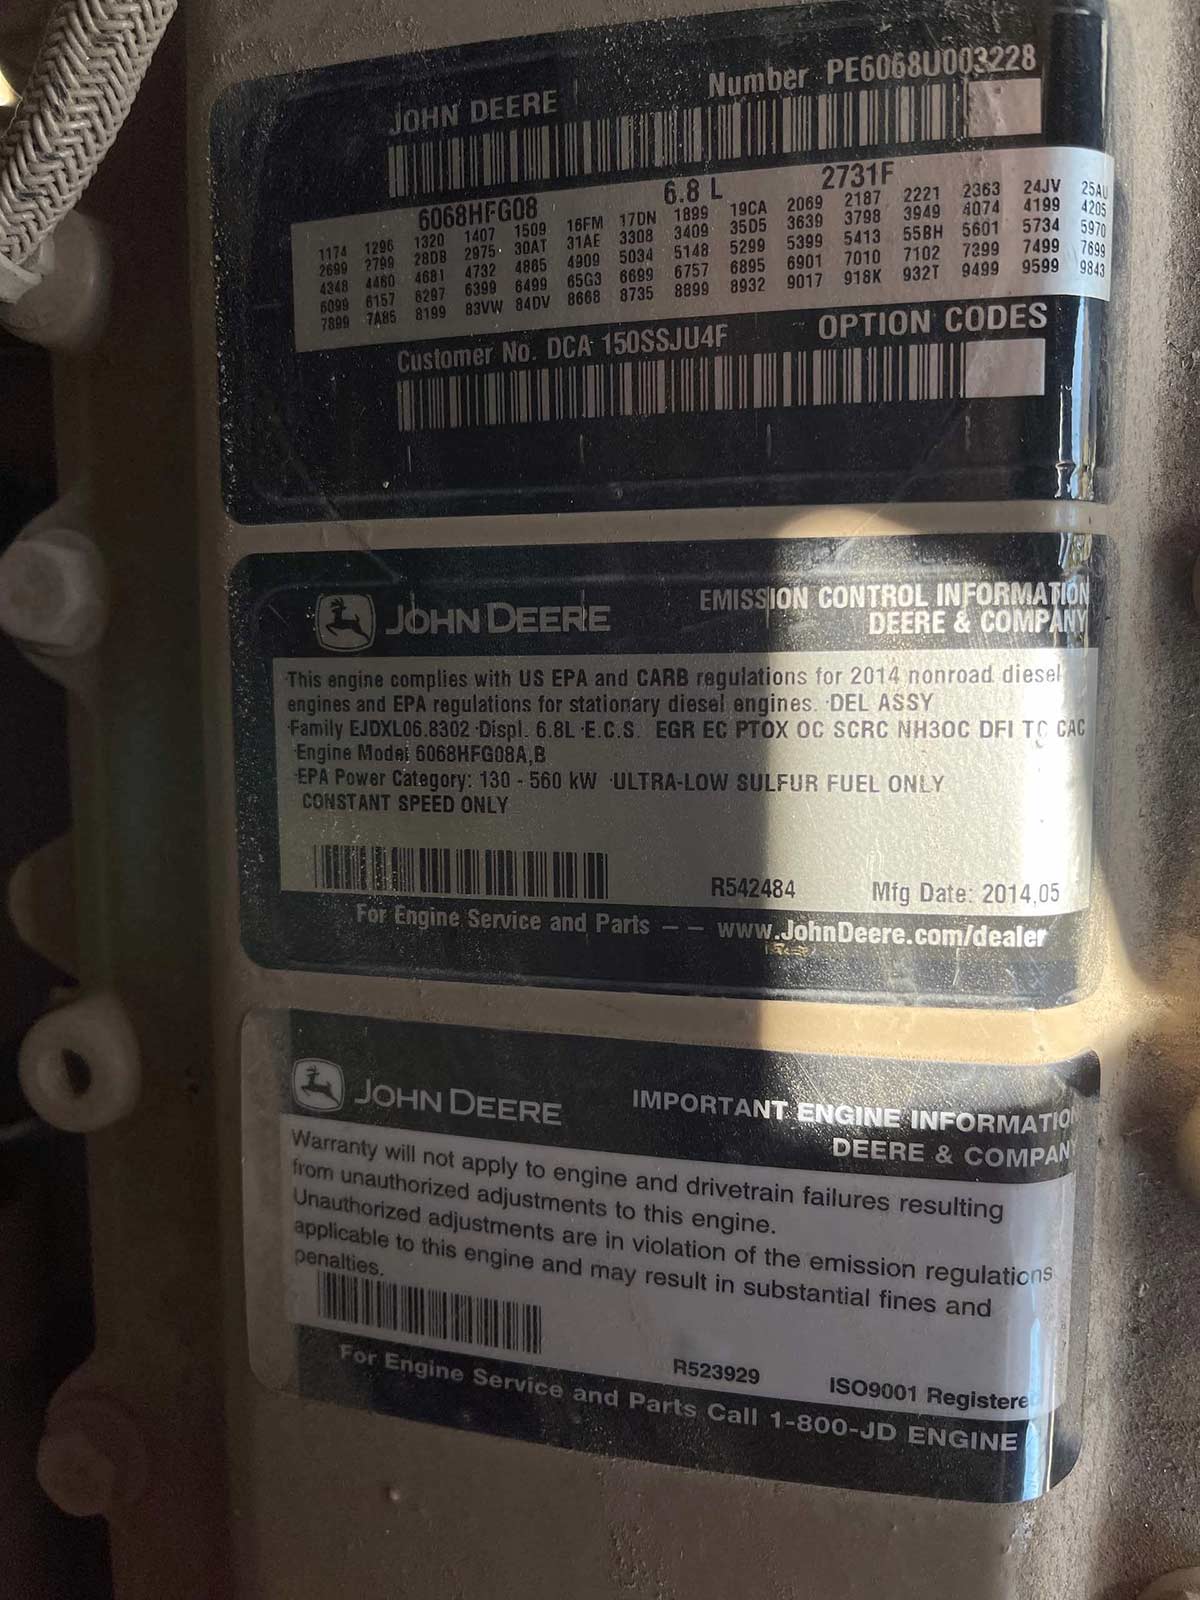 JOHN DEERE Number PE6068U003228
6068HFG08 6.8 L 2731F
1174 1296 1320 1407 1509 16FM 17DN 1899 19CA 2069 2187 2221 2363 24JV 25AU
2699 2799 28DB 2975 30AT 31AE 3308 3409 35D5 3639 3798 3949 4074 4199 4205
4348 4460 4681 4732 4865 4909 5034 5148 5299 5399 5413 55BH 5601 5734 5970
6099 6157 6297 6399 6499 65G3 6699 6757 6895 6901 7010 7102 7299 7499 7699
7899 7A85 8199 83VW 84DV 8668 8735 8899 8932 9017 918K 932T 9499 9599 9843
Customer No. DCA 150SSJU4F OPTION CODES
JOHN DEERE EMISSION CONTROL INFORMATION
DEERE & COMPANY
This engine complies with US EPA and CARB regulations for 2014 nonroad diesel
engines and EPA regulations for stationary diesel engines. ·DEL ASSY
·Family EJDXL06.8302 ·Displ. 6.8L ·E.C.S. EGR EC PTOX OC SCRC NH3OC DFI TC CAC
·Engine Model 6068HFG08A,B
·EPA Power Category: 130 - 560 kW ·ULTRA-LOW SULFUR FUEL ONLY
CONSTANT SPEED ONLY
R542484 Mfg Date: 2014,05
For Engine Service and Parts -- www.JohnDeere.com/dealer
JOHN DEERE IMPORTANT ENGINE INFORMATION
DEERE & COMPANY
Warranty will not apply to engine and drivetrain failures resulting
from unauthorized adjustments to this engine.
Unauthorized adjustments are in violation of the emission regulations
applicable to this engine and may result in substantial fines and
penalties.
R523929 ISO9001 Registered
For Engine Service and Parts Call 1-800-JD ENGINE